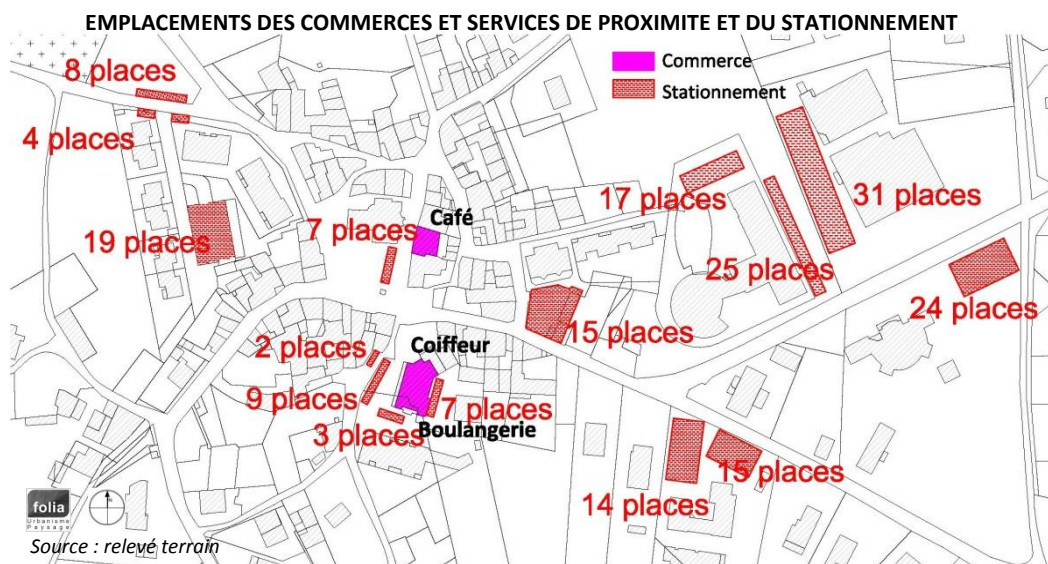 EMPLACEMENTS DES COMMERCES ET SERVICES DE PROXIMITE ET DU STATIONNEMENT
Commerce
Stationnement
8 places
4 places
17 places
31 places
7 places
Café
19 places
25 places
24 places
15 places
2 places
Coiffeur
9 places
7 places
3 places
Boulangerie
15 places
14 places
folia
Urbanisme
Paysage
N
Source : relevé terrain